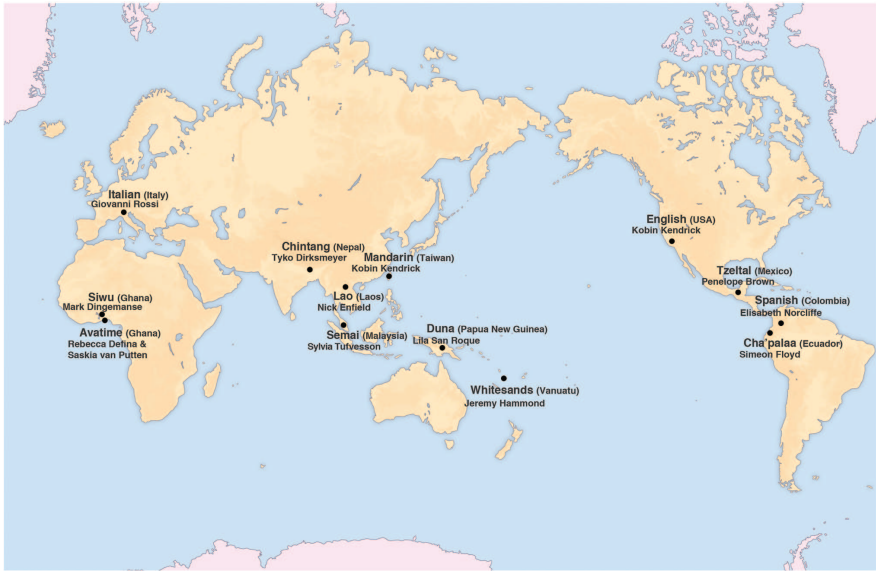 Italian (Italy)
Giovanni Rossi
Chintang (Nepal)
Tyko Dirksmeyer
Mandarin (Taiwan)
Kobin Kendrick
English (USA)
Kobin Kendrick
Tzeltal (Mexico)
Penelope Brown
Siwu (Ghana)
Mark Dingemanse
Lao (Laos)
Nick Enfield
Spanish (Colombia)
Elisabeth Norcliffe
Avatime (Ghana)
Rebecca Defina &
Saskia van Putten
Semai (Malaysia)
Sylvia Tufvesson
Duna (Papua New Guinea)
Lila San Roque
Cha'palaa (Ecuador)
Simeon Floyd
Whitesands (Vanuatu)
Jeremy Hammond